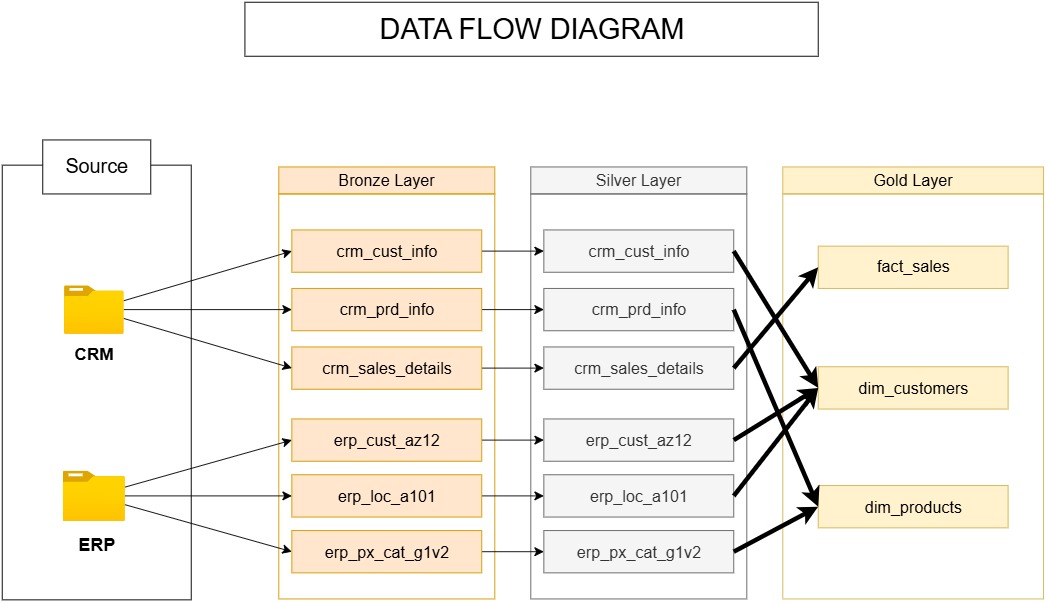 DATA FLOW DIAGRAM
Source
CRM
ERP
Bronze Layer
crm_cust_info
crm_prd_info
crm_sales_details
erp_cust_az12
erp_loc_a101
erp_px_cat_g1v2
Silver Layer
crm_cust_info
crm_prd_info
crm_sales_details
erp_cust_az12
erp_loc_a101
erp_px_cat_g1v2
Gold Layer
fact_sales
dim_customers
dim_products